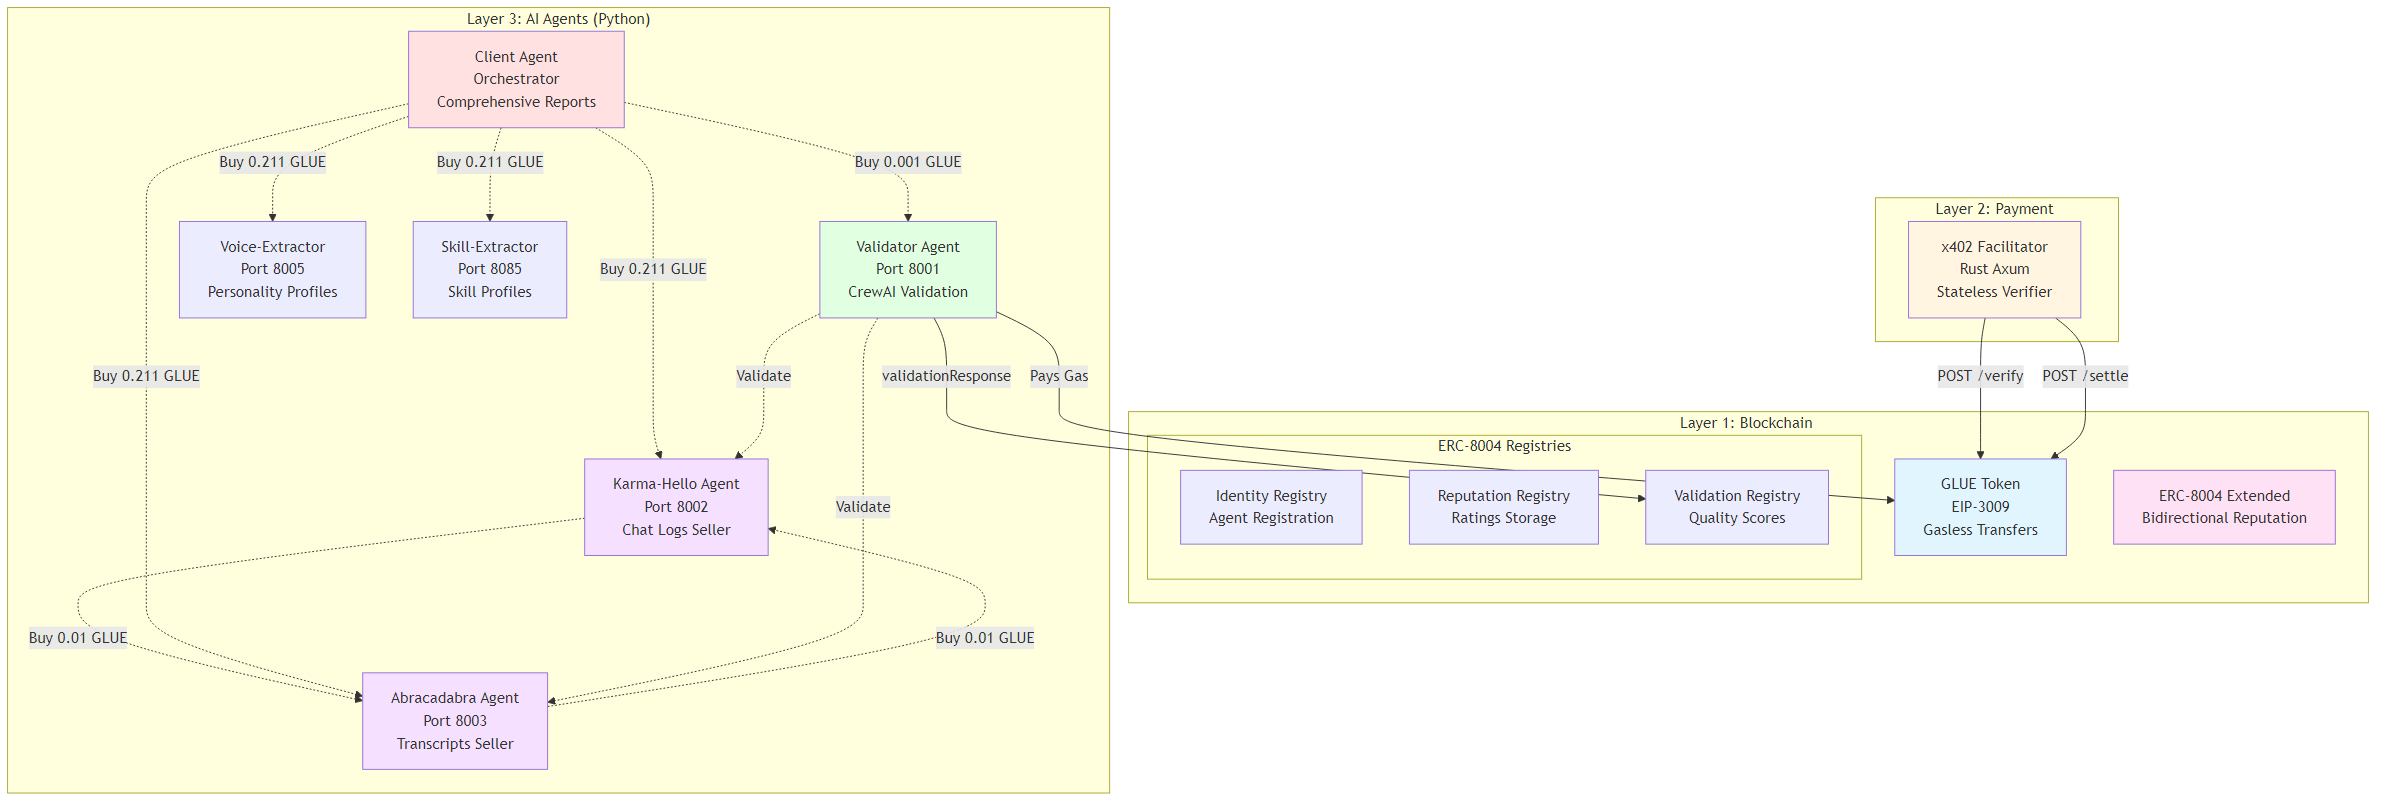 Layer 3: AI Agents (Python)
Client Agent
Orchestrator
Comprehensive Reports
Buy 0.211 GLUE
Buy 0.211 GLUE
Buy 0.001 GLUE
Voice-Extractor
Port 8005
Personality Profiles
Skill-Extractor
Port 8085
Skill Profiles
Buy 0.211 GLUE
Validator Agent
Port 8001
CrewAI Validation
Buy 0.211 GLUE
Validate
validationResponse
Pays Gas
Karma-Hello Agent
Port 8002
Chat Logs Seller
Validate
Buy 0.01 GLUE
Buy 0.01 GLUE
Abracadabra Agent
Port 8003
Transcripts Seller
Layer 2: Payment
x402 Facilitator
Rust Axum
Stateless Verifier
POST /verify
POST /settle
Layer 1: Blockchain
ERC-8004 Registries
Identity Registry
Agent Registration
Reputation Registry
Ratings Storage
Validation Registry
Quality Scores
GLUE Token
EIP-3009
Gasless Transfers
ERC-8004 Extended
Bidirectional Reputation